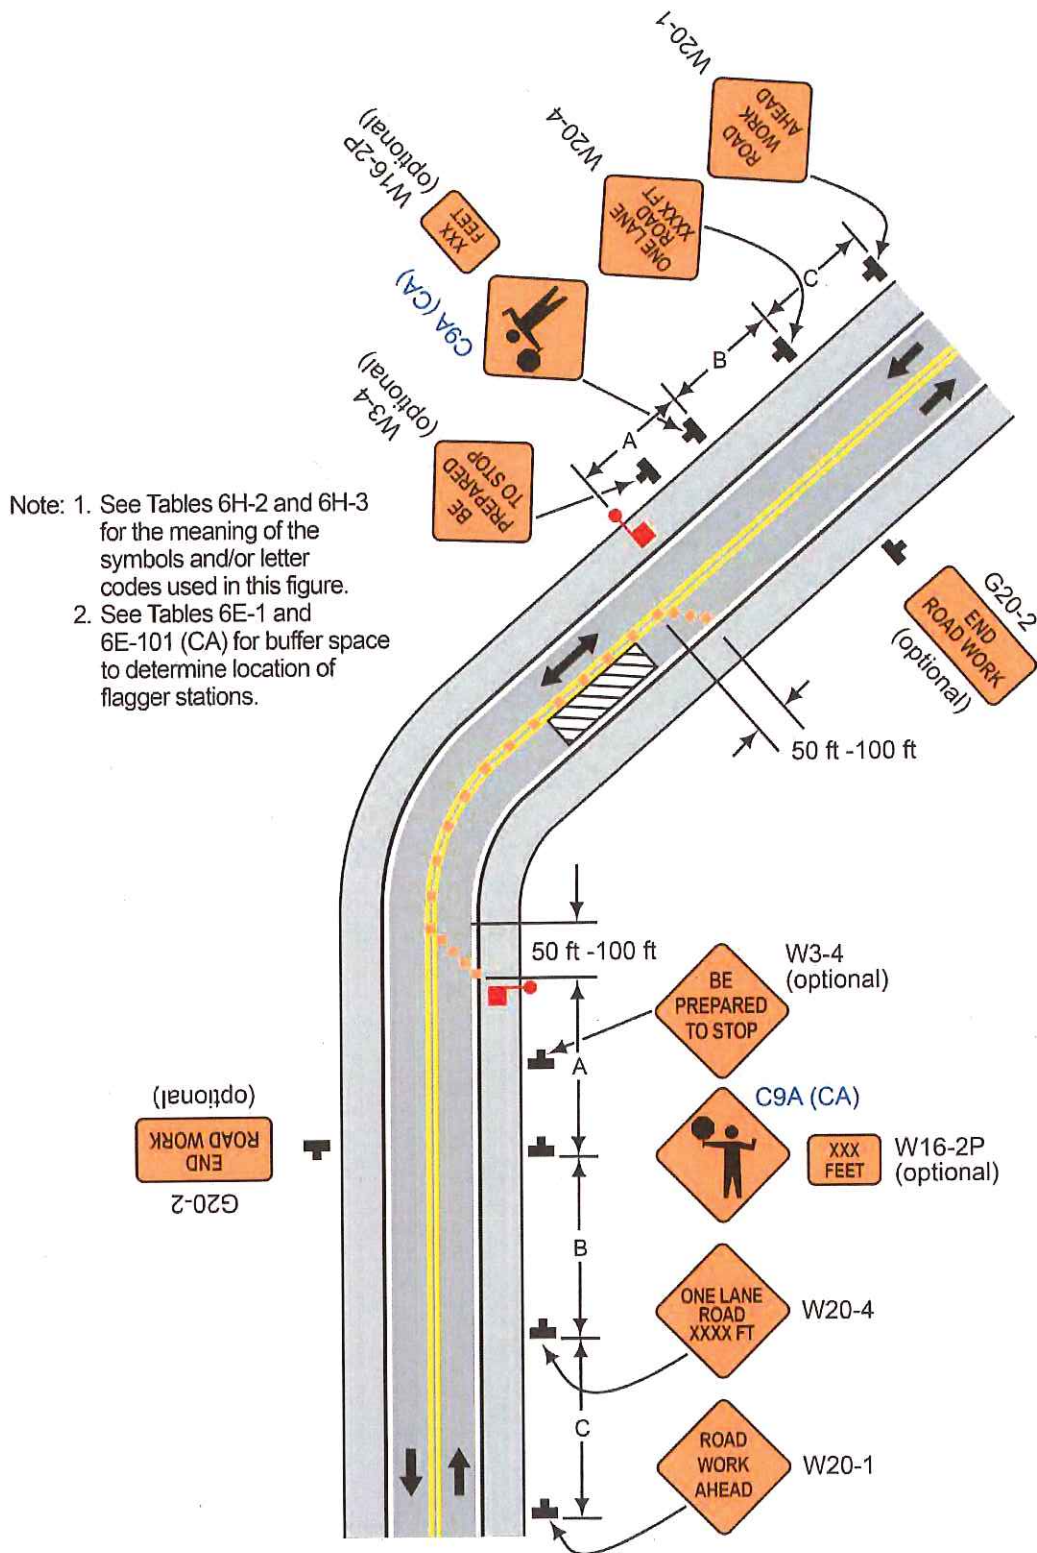 W20-1
ROAD
WORK
AHEAD
W20-4
ONE LANE
ROAD
XXXX FT
W16-2P
(optional)
XXX
FEET
C9A (CA)
W3-4
(optional)
BE
PREPARED
TO STOP
C
B
A
Note: 1. See Tables 6H-2 and 6H-3
for the meaning of the
symbols and/or letter
codes used in this figure.
2. See Tables 6E-1 and
6E-101 (CA) for buffer space
to determine location of
flagger stations.
G20-2
END
ROAD WORK
(optional)
50 ft -100 ft
50 ft -100 ft
W3-4
(optional)
BE
PREPARED
TO STOP
A
C9A (CA)
XXX
FEET
W16-2P
(optional)
G20-2
END
ROAD WORK
(optional)
B
ONE LANE
ROAD
XXXX FT
W20-4
C
ROAD
WORK
AHEAD
W20-1